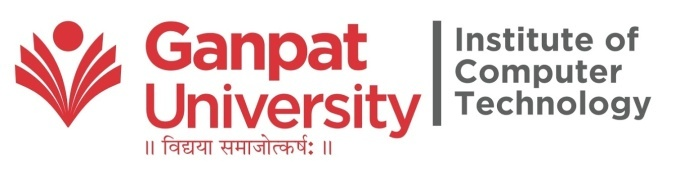 Ganpat
University
॥ विद्यया समाजोत्कर्षः ॥
Institute of
Computer
Technology